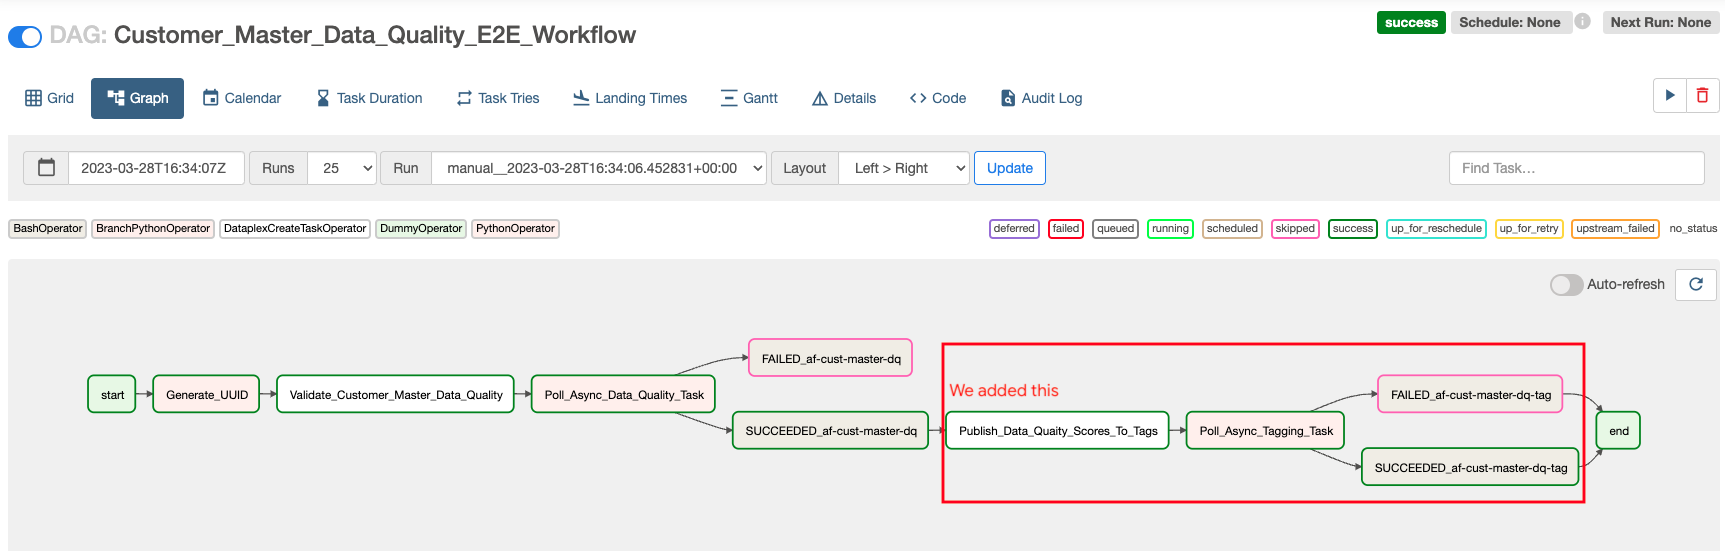 DAG: Customer_Master_Data_Quality_E2E_Workflow
success Schedule: None i Next Run: None
Grid Graph Calendar Task Duration Task Tries Landing Times Gantt Details Code Audit Log
2023-03-28T16:34:07Z Runs 25 Run manual__2023-03-28T16:34:06.452831+00:00 Layout Left > Right Update Find Task...
BashOperator BranchPythonOperator DataplexCreateTaskOperator DummyOperator PythonOperator
deferred failed queued running scheduled skipped success up_for_reschedule up_for_retry upstream_failed no_status
Auto-refresh
FAILED_af-cust-master-dq
We added this
start Generate_UUID Validate_Customer_Master_Data_Quality Poll_Async_Data_Quality_Task FAILED_af-cust-master-dq-tag
SUCCEEDED_af-cust-master-dq Publish_Data_Quaity_Scores_To_Tags Poll_Async_Tagging_Task end
SUCCEEDED_af-cust-master-dq-tag